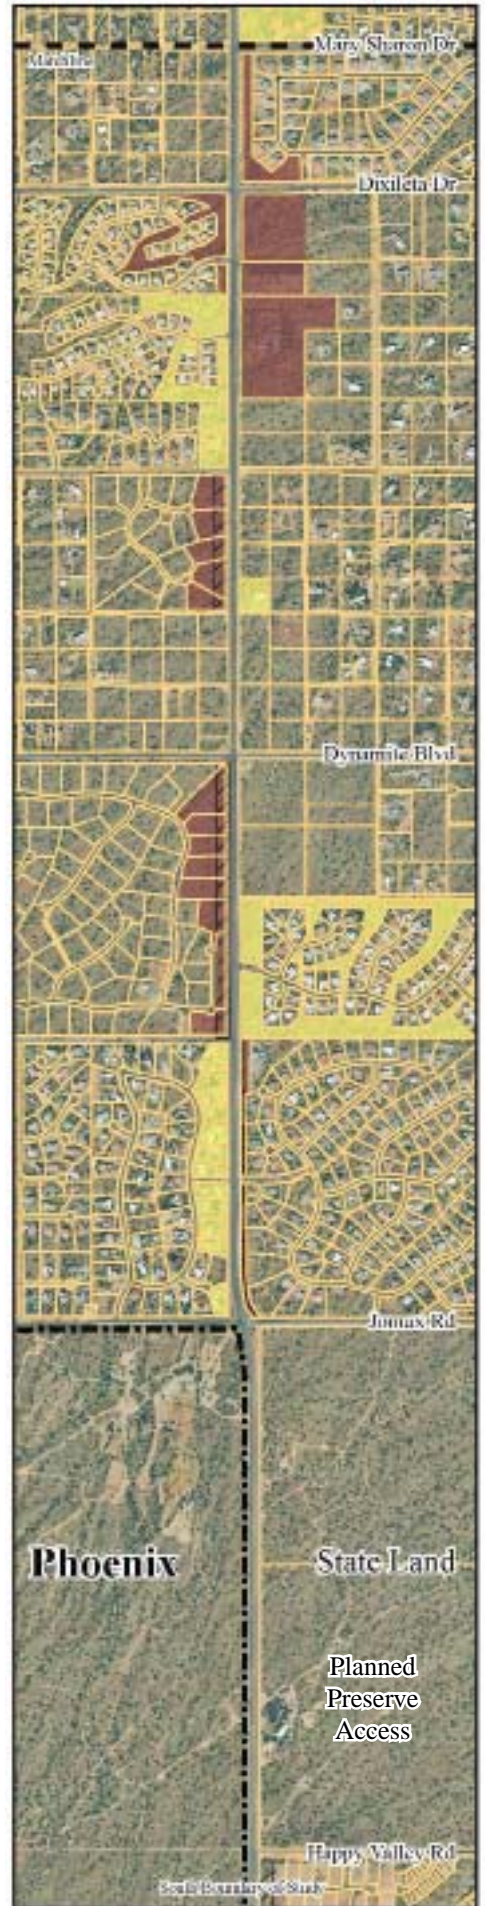 Mary Sharon Dr
Dixileta Dr
Dynamite Blvd
Jomax Rd
Phoenix
State Land
Planned
Preserve
Access
Happy Valley Rd
South Boundary of Study